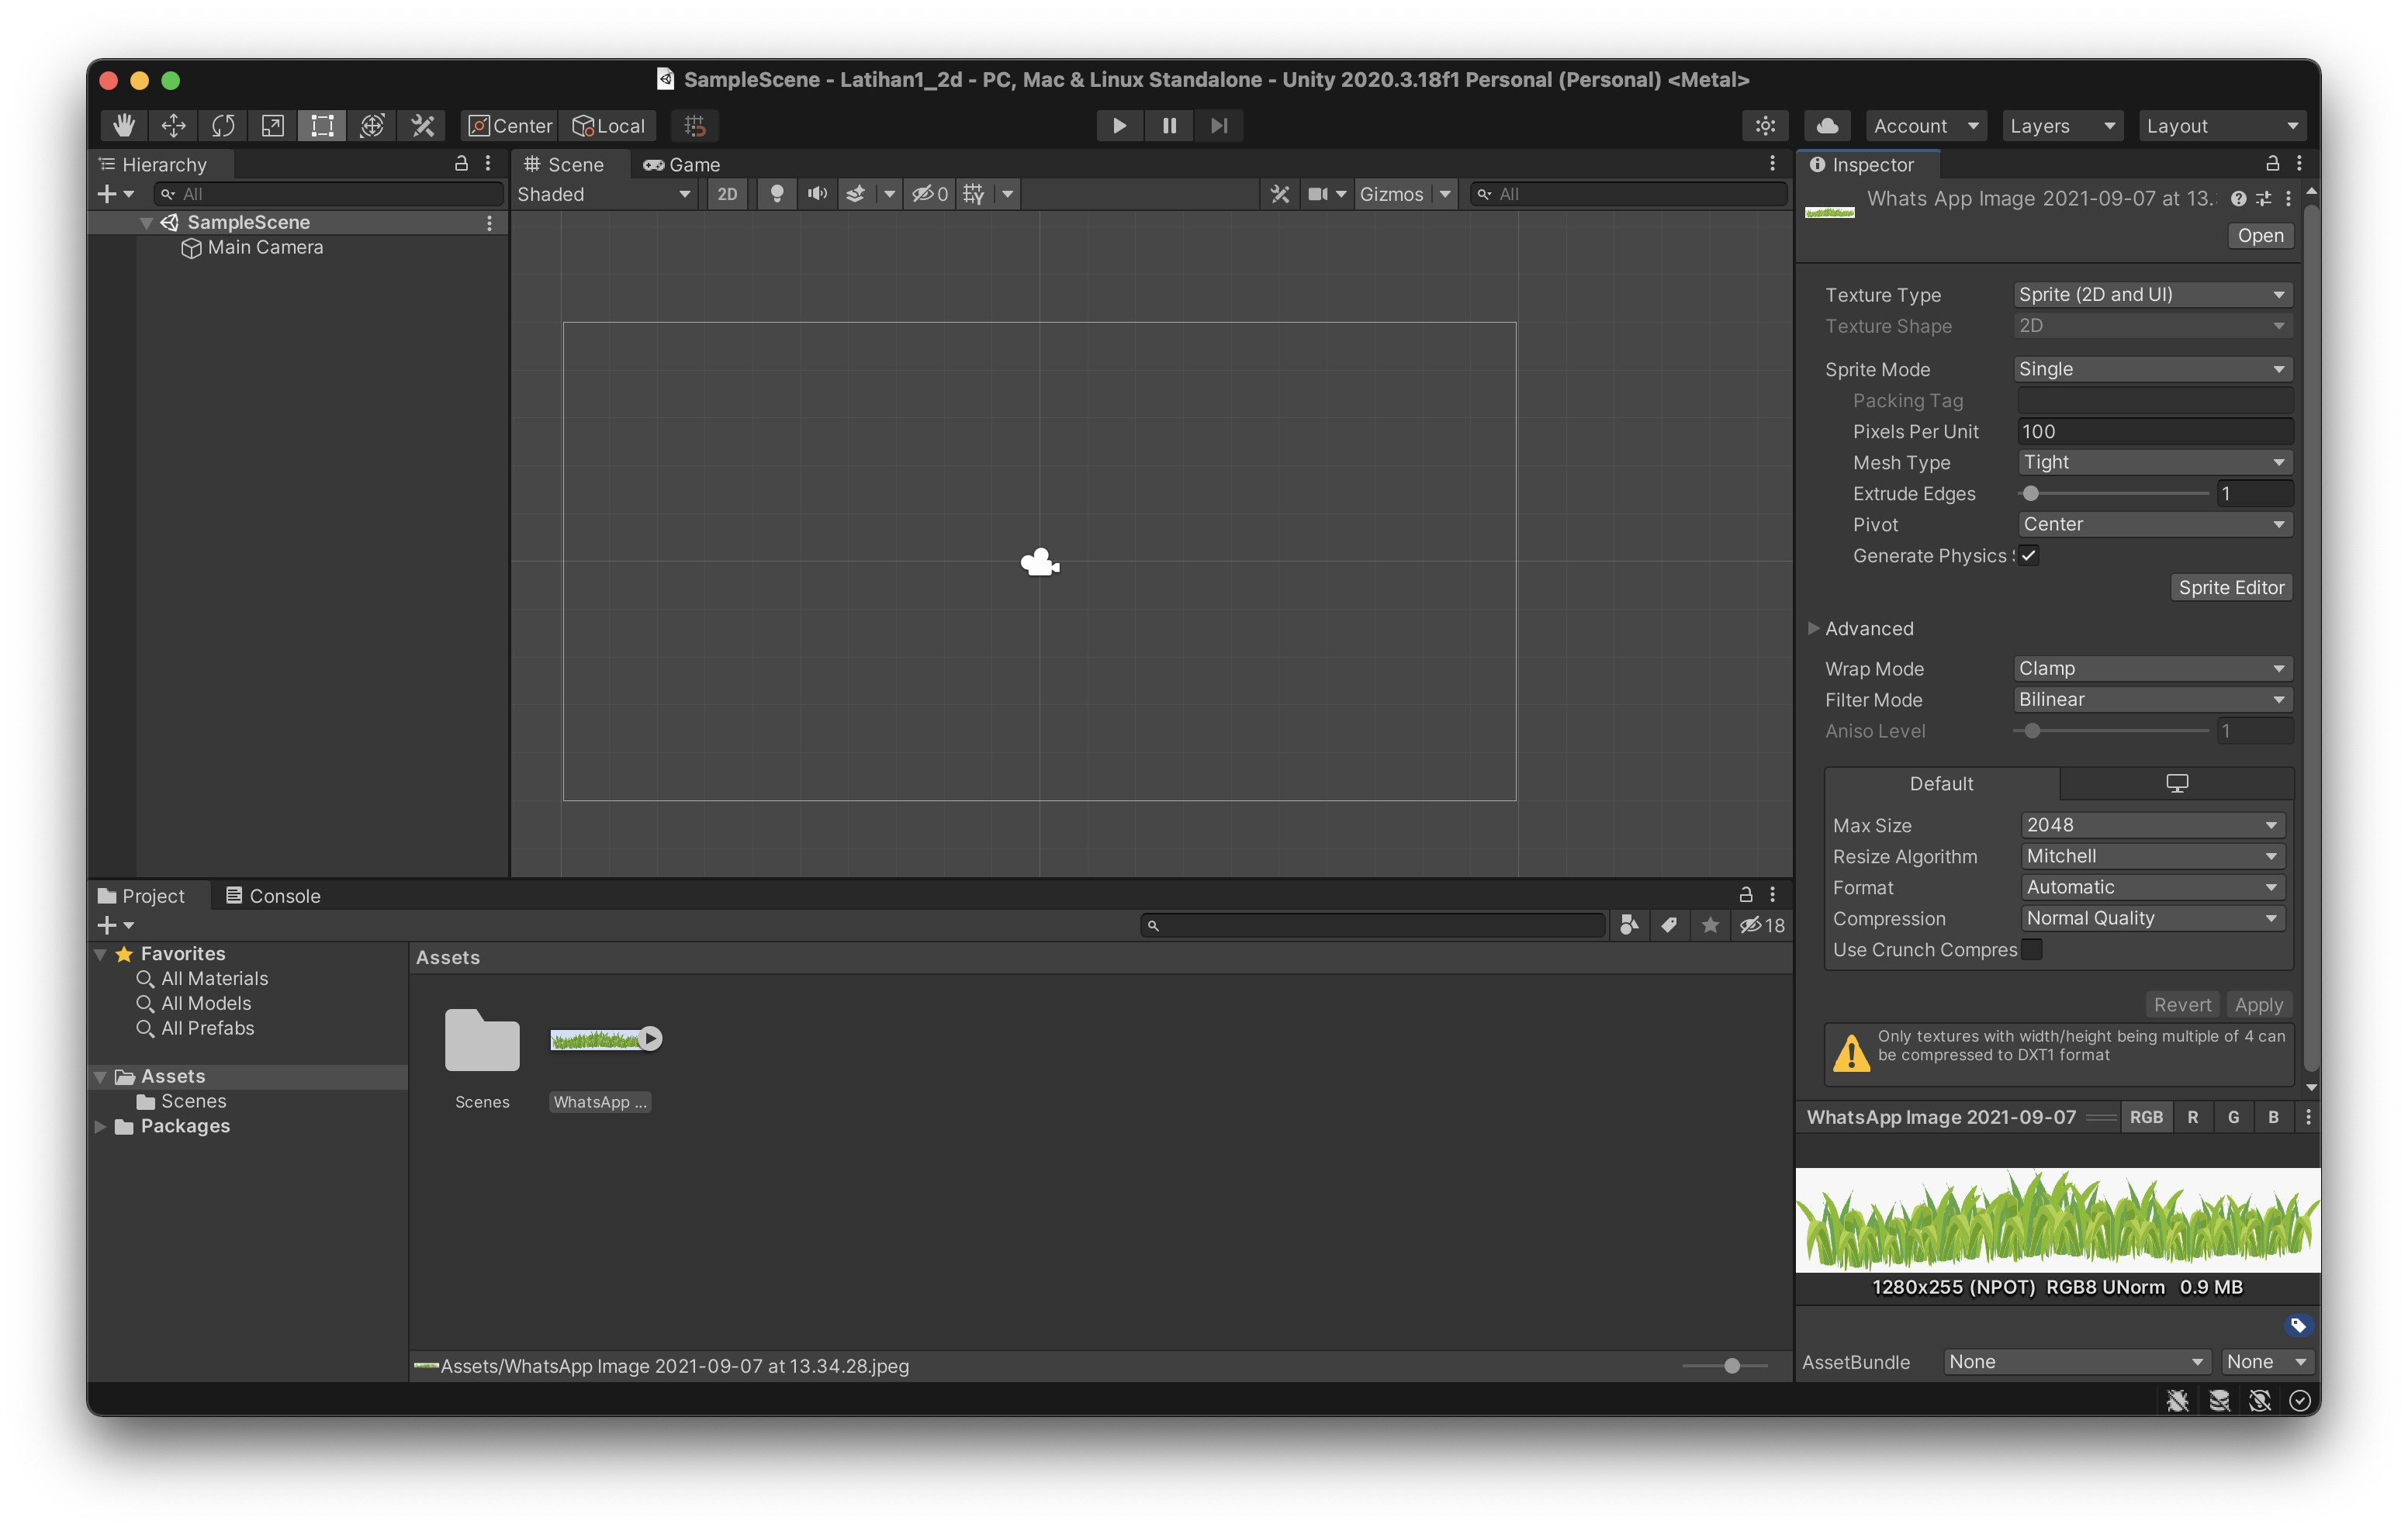 SampleScene - Latihan1_2d - PC, Mac & Linux Standalone - Unity 2020.3.18f1 Personal (Personal) <Metal>
Center
Local
Account
Layers
Layout
Hierarchy
All
SampleScene
Main Camera
Scene
Game
Shaded
2D
0
Gizmos
All
Inspector
Whats App Image 2021-09-07 at 13.
Open
Texture Type
Sprite (2D and UI)
Texture Shape
2D
Sprite Mode
Single
Packing Tag
Pixels Per Unit
100
Mesh Type
Tight
Extrude Edges
1
Pivot
Center
Generate Physics
Sprite Editor
Advanced
Wrap Mode
Clamp
Filter Mode
Bilinear
Aniso Level
1
Default
Max Size
2048
Resize Algorithm
Mitchell
Format
Automatic
Compression
Normal Quality
Use Crunch Compres
Revert
Apply
Only textures with width/height being multiple of 4 can
be compressed to DXT1 format
WhatsApp Image 2021-09-07
RGB
R
G
B
1280x255 (NPOT) RGB8 UNorm 0.9 MB
AssetBundle
None
None
Project
Console
18
Favorites
All Materials
All Models
All Prefabs
Assets
Scenes
Packages
Assets
Scenes
WhatsApp ...
Assets/WhatsApp Image 2021-09-07 at 13.34.28.jpeg